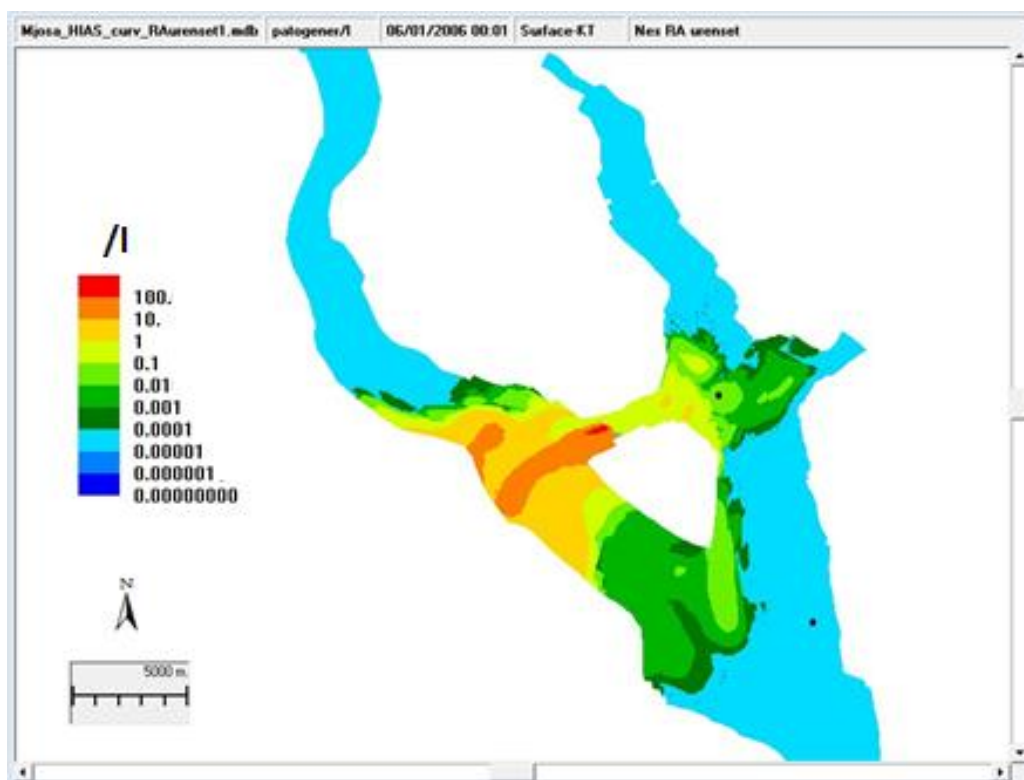 Mjosa_HIAS_curv_RAurenset1.mdb patogener/l 06/01/2006 00:01 Surface-KT Nes RA urenset
/l
100.
10.
1
0.1
0.01
0.001
0.0001
0.00001
0.000001
0.00000000
N
5000 m.